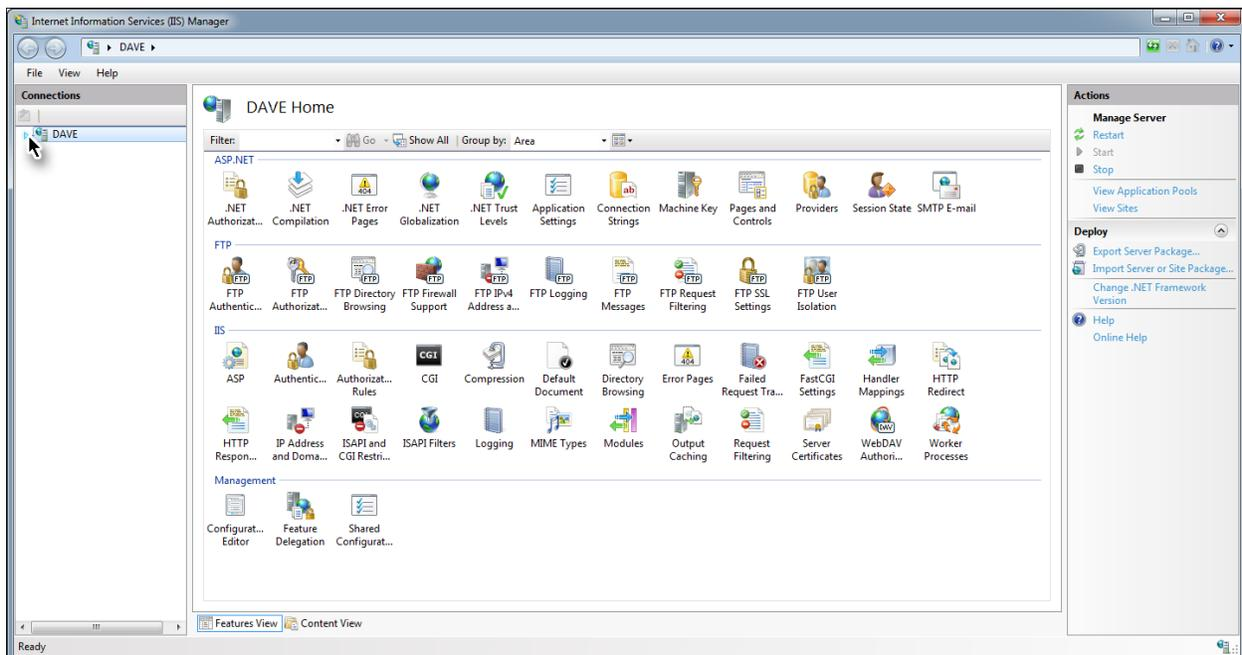 Internet Information Services (IIS) Manager
DAVE
File View Help
Connections
DAVE
DAVE Home
Filter: Go Show All Group by: Area
ASP.NET
.NET Authorizat...
.NET Compilation
.NET Error Pages
.NET Globalization
.NET Trust Levels
Application Settings
Connection Strings
Machine Key
Pages and Controls
Providers
Session State
SMTP E-mail
FTP
FTP Authentic...
FTP Authorizat...
FTP Directory Browsing
FTP Firewall Support
FTP IPv4 Address a...
FTP Logging
FTP Messages
FTP Request Filtering
FTP SSL Settings
FTP User Isolation
IIS
ASP
Authentic...
Authorizat... Rules
CGI
CGI
Compression
Default Document
Directory Browsing
Error Pages
Failed Request Tra...
FastCGI Settings
Handler Mappings
HTTP Redirect
HTTP Respon...
IP Address and Doma...
ISAPI and CGI Restri...
ISAPI Filters
Logging
MIME Types
Modules
Output Caching
Request Filtering
Server Certificates
WebDAV Authori...
Worker Processes
Management
Configurat... Editor
Feature Delegation
Shared Configurat...
Features View Content View
Ready
Actions
Manage Server
Restart
Start
Stop
View Application Pools
View Sites
Deploy
Export Server Package...
Import Server or Site Package...
Change .NET Framework
Version
Help
Online Help